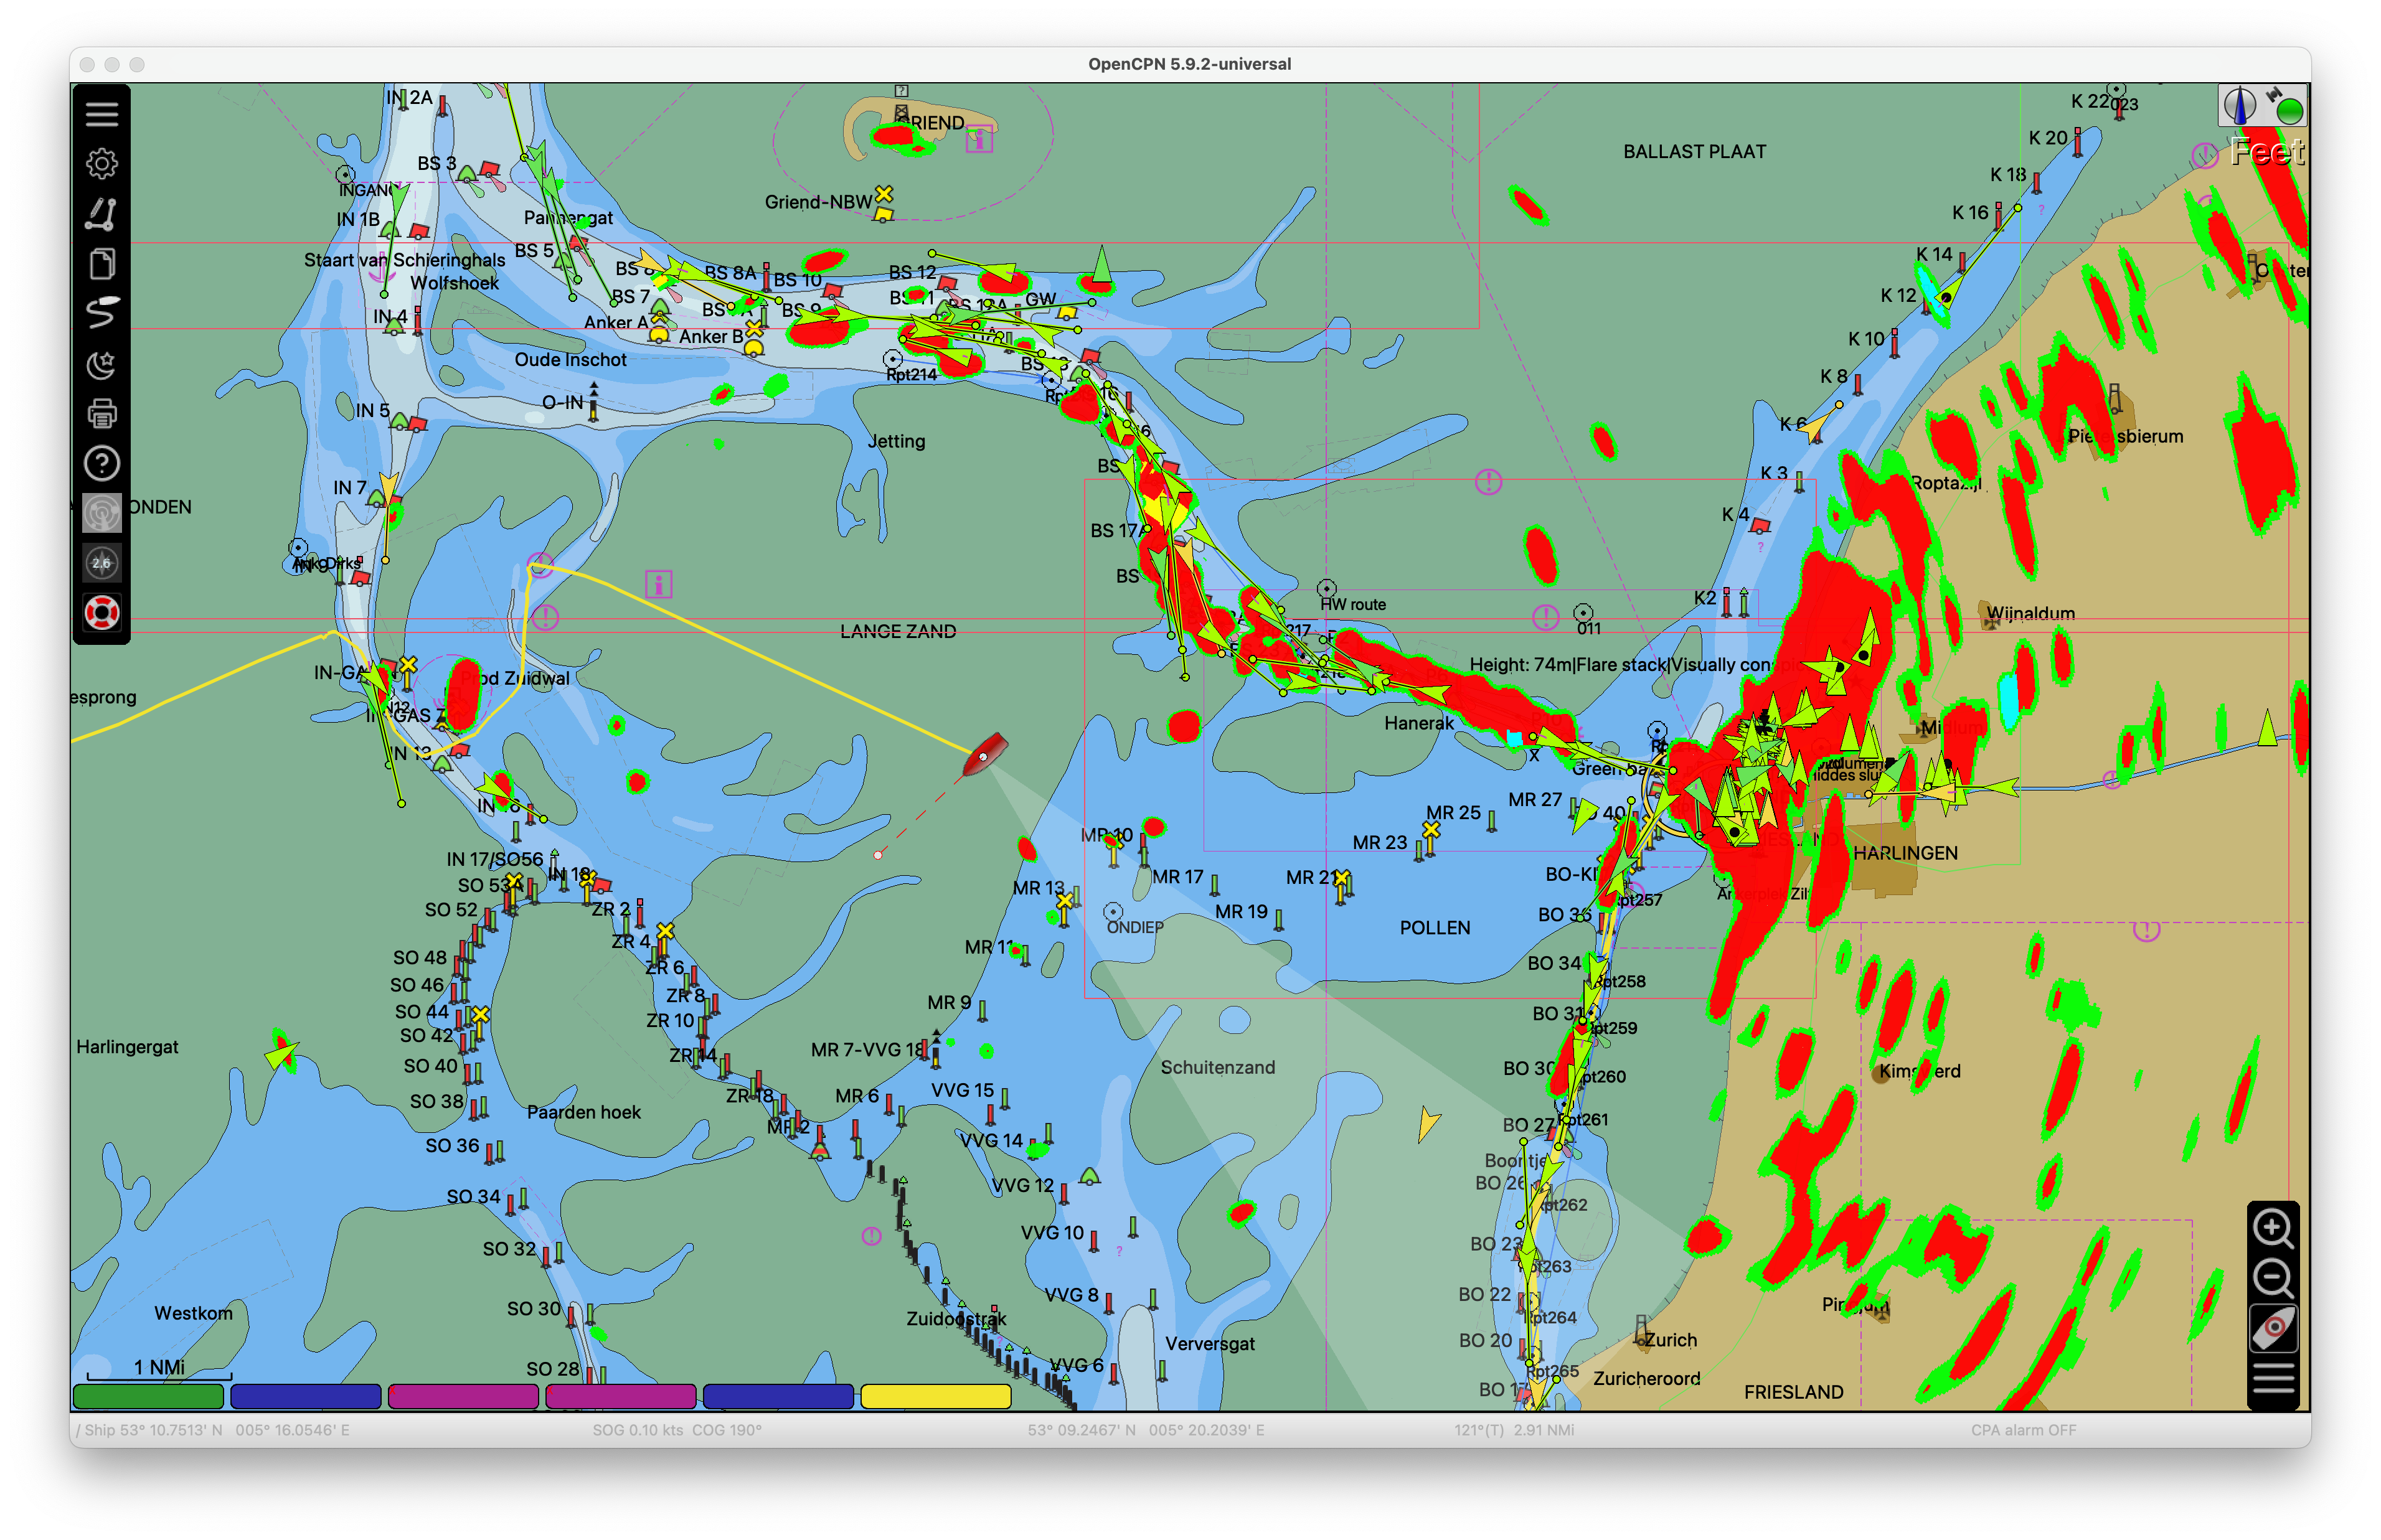 OpenCPN 5.9.2-universal
IN 2A
GRIEND
K 22
023
K 20
Feet
BALLAST PLAAT
BS 3
K 18
INGANG
Griend-NBW
K 16
IN 1B
Pannengat
BS 5
K 14
Staart van Schieringhals
BS 8A
BS 10
BS 12
Wolfshoek
BS 7
BS 9
GW
K 12
IN 4
Anker A
Anker B
K 10
Oude Inschot
Rpt214
K 8
O-IN
IN 5
K 6
Jetting
Pietersbierum
K 3
Roptazijl
IN 7
ONDEN
K 4
BS 17A
2.6
BS
K2
HW route
Wijnaldum
LANGE ZAND
011
Height: 74m|Flare stack|Visually conspic
IN-GA
Prod Zuidwal
esprong
IN-GAS
Hanerak
Midlum
IN 13
X
Green ba
MR 27
MR 25
MR 10
MR 23
HARLINGEN
IN 17/SO56
IN 18
SO 53A
MR 13
MR 17
MR 21
BO-KI
SO 52
ZR 2
MR 19
BO 36
Rpt257
ONDIEP
POLLEN
ZR 4
MR 11
SO 48
ZR 6
BO 34
Rpt258
SO 46
ZR 8
MR 9
SO 44
ZR 10
BO 31
Rpt259
SO 42
Harlingergat
ZR 14
MR 7-VVG 18
SO 40
Schuitenzand
BO 30
Rpt260
Kimswerd
SO 38
Paarden hoek
ZR 18
MR 6
VVG 15
MR 2
Rpt261
BO 27
SO 36
VVG 14
Boontjes
SO 34
VVG 12
BO 26
Rpt262
SO 32
VVG 10
BO 23
Rpt263
SO 30
VVG 8
BO 22
Westkom
Zuidoostrak
Rpt264
Pingjum
Ververgsgat
BO 20
Zurich
1 NMi
SO 28
VVG 6
Rpt265
Zuricheroord
BO 17
FRIESLAND
/ Ship 53° 10.7513' N 005° 16.0546' E
SOG 0.10 kts COG 190°
53° 09.2467' N 005° 20.2039' E
121°(T) 2.91 NMi
CPA alarm OFF